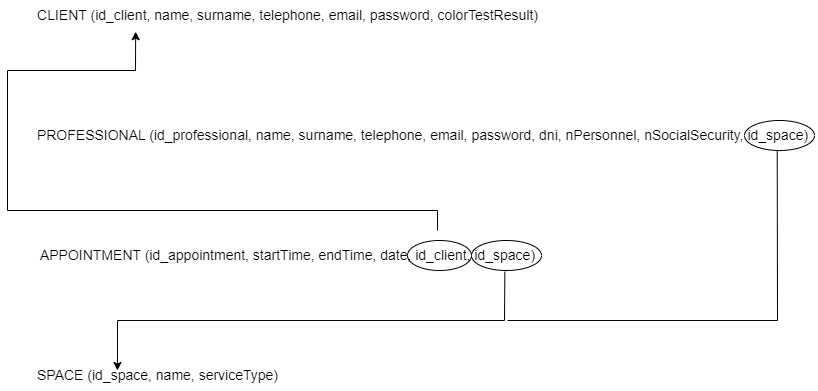 CLIENT (id_client, name, surname, telephone, email, password, colorTestResult)
PROFESSIONAL (id_professional, name, surname, telephone, email, password, dni, nPersonnel, nSocialSecurity, id_space)
APPOINTMENT (id_appointment, startTime, endTime, date, id_client, id_space)
SPACE (id_space, name, serviceType)